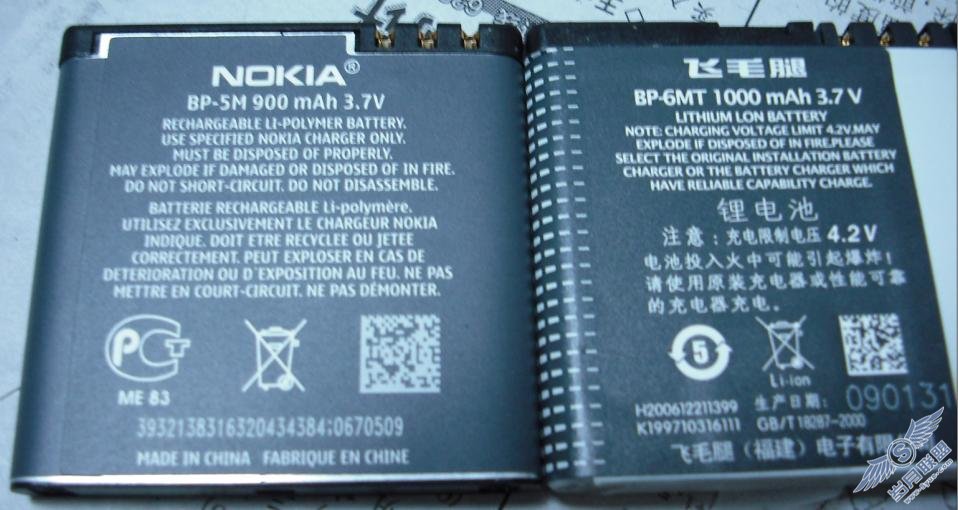 NOKIA®
BP-5M 900 mAh 3.7V
RECHARGEABLE LI-POLYMER BATTERY.
USE SPECIFIED NOKIA CHARGER ONLY.
MUST BE DISPOSED OF PROPERLY.
MAY EXPLODE IF DAMAGED OR DISPOSED OF IN FIRE.
DO NOT SHORT-CIRCUIT. DO NOT DISASSEMBLE.
BATTERIE RECHARGEABLE Li-polymère.
UTILISEZ EXCLUSIVEMENT LE CHARGEUR NOKIA
INDIQUE. DOIT ETRE RECYCLEE OU JETEE
CORRECTEMENT. PEUT EXPLOSER EN CAS DE
DETERIORATION OU D'EXPOSITION AU FEU. NE PAS
METTRE EN COURT-CIRCUIT. NE PAS DÉMONTER.
PCT
ME 83
39321383163204343 84;0670509
MADE IN CHINA FABRIQUE EN CHINE
飞毛腿
BP-6MT 1000 mAh 3.7 V
LITHIUM LON BATTERY
NOTE: CHARGING VOLTAGE LIMIT 4.2V.MAY
EXPLODE IF DISPOSED OF IN FIRE.PLEASE
SELECT THE ORIGINAL INSTALLATION BATTERY
CHARGER OR THE BATTERY CHARGER WHICH
HAVE RELIABLE CAPABILITY CHARGE.
锂电池
注意:充电限制电压 4.2V
电池投入火中可能引起爆炸!
请使用原装充电器或性能可靠
的充电器充电。
5
Li-ion
H200612211399 生产日期: 090131
K199710316111 GB/T 18287-2000
飞毛腿(福建)电子有限
岁月联盟